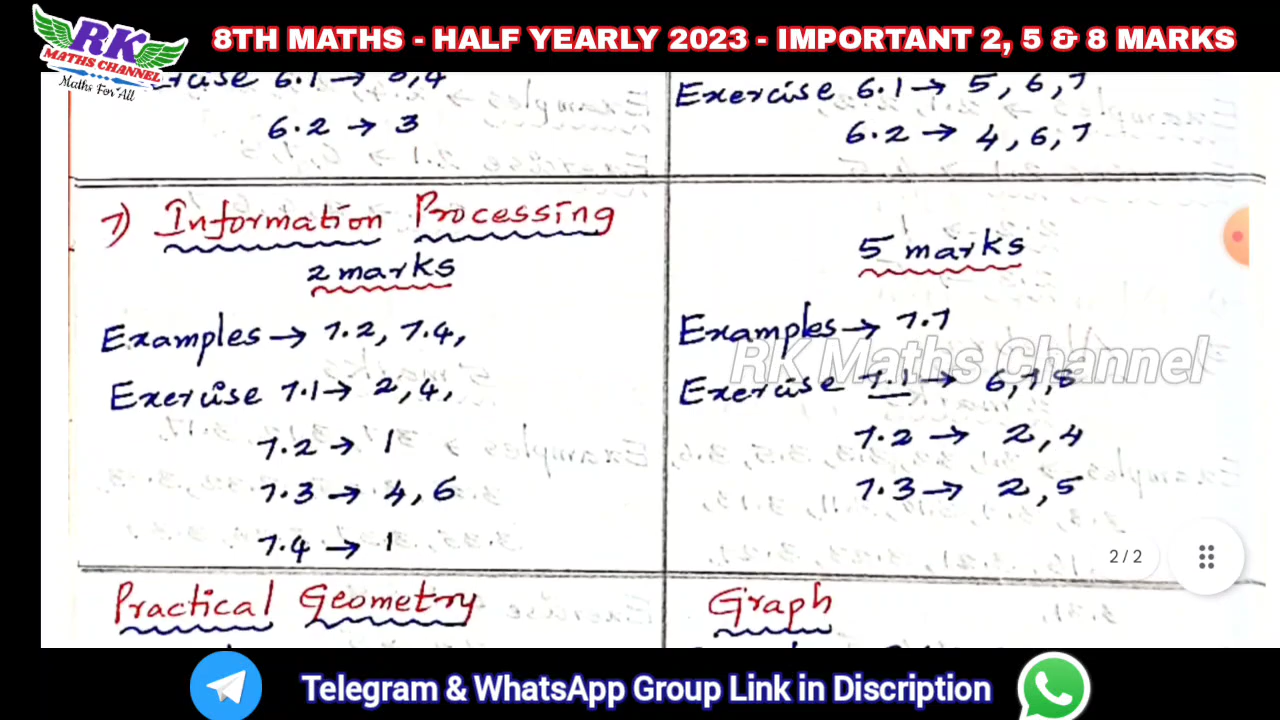 8TH MATHS - HALF YEARLY 2023 - IMPORTANT 2, 5 & 8 MARKS
RK
MATHS CHANNEL
Maths For All
6.1 → 4
6.2 → 3
Exercise 6.1 → 5, 6, 7
6.2 → 4, 6, 7
7) Information Processing
2 marks
Examples → 7.2, 7.4,
Exercise 7.1 → 2, 4,
7.2 → 1
7.3 → 4, 6
7.4 → 1
5 marks
Examples → 7.7
RK Maths Channel
Exercise 7.1 → 6, 7, 8
7.2 → 2, 4
7.3 → 2, 5
2/2
Practical Geometry
Graph
Telegram & WhatsApp Group Link in Discription